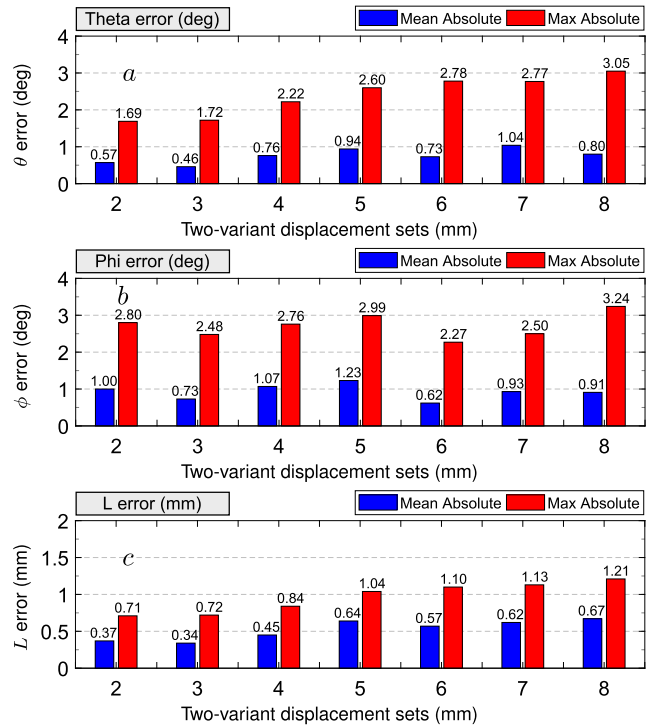 Theta error (deg)
Mean Absolute Max Absolute
4
3
2
1
0
θ error (deg)
a
0.57 1.69 0.46 1.72 0.76 2.22 0.94 2.60 0.73 2.78 1.04 2.77 0.80 3.05
2 3 4 5 6 7 8
Two-variant displacement sets (mm)
Phi error (deg)
Mean Absolute Max Absolute
4
3
2
1
0
ϕ error (deg)
b
1.00 2.80 0.73 2.48 1.07 2.76 1.23 2.99 0.62 2.27 0.93 2.50 0.91 3.24
2 3 4 5 6 7 8
Two-variant displacement sets (mm)
L error (mm)
Mean Absolute Max Absolute
2
1.5
1
0.5
0
L error (mm)
c
0.37 0.71 0.34 0.72 0.45 0.84 0.64 1.04 0.57 1.10 0.62 1.13 0.67 1.21
2 3 4 5 6 7 8
Two-variant displacement sets (mm)